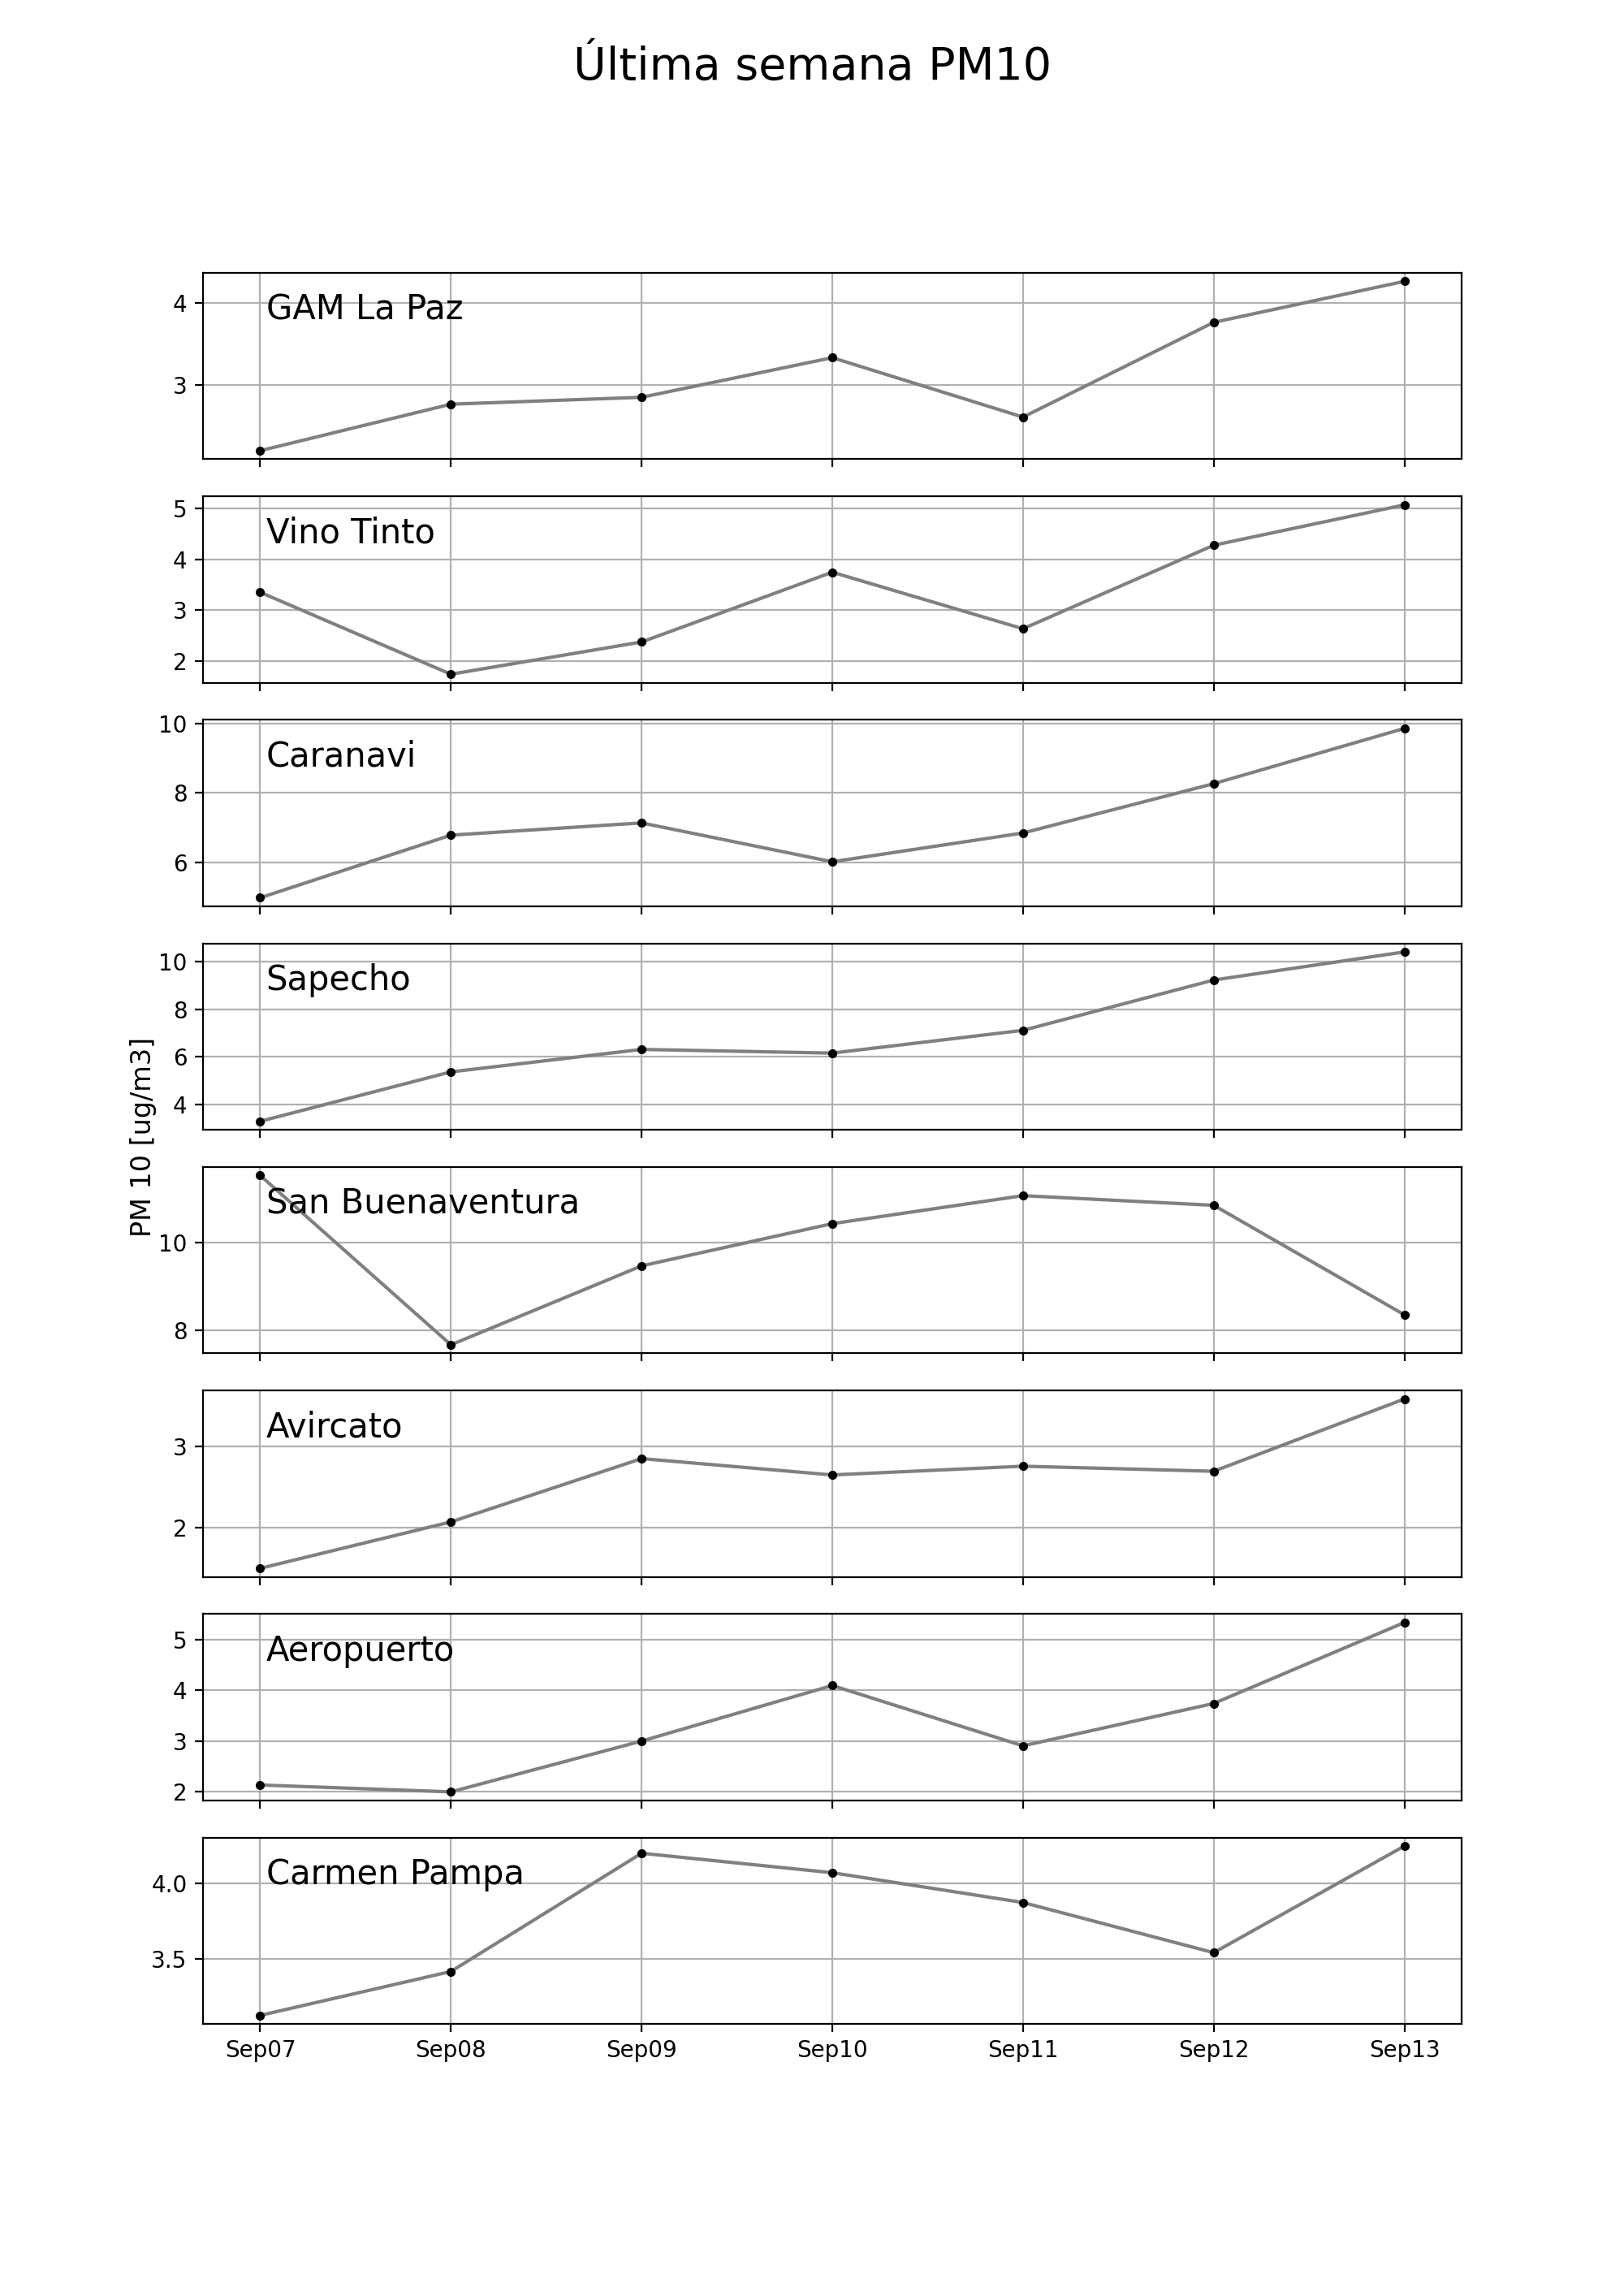 Última semana PM10
GAM La Paz
4
3
Vino Tinto
5
4
3
2
Caranavi
10
8
6
Sapecho
10
8
6
4
PM 10 [ug/m3]
San Buenaventura
10
8
Avircato
3
2
Aeropuerto
5
4
3
2
Carmen Pampa
4.0
3.5
Sep07 Sep08 Sep09 Sep10 Sep11 Sep12 Sep13